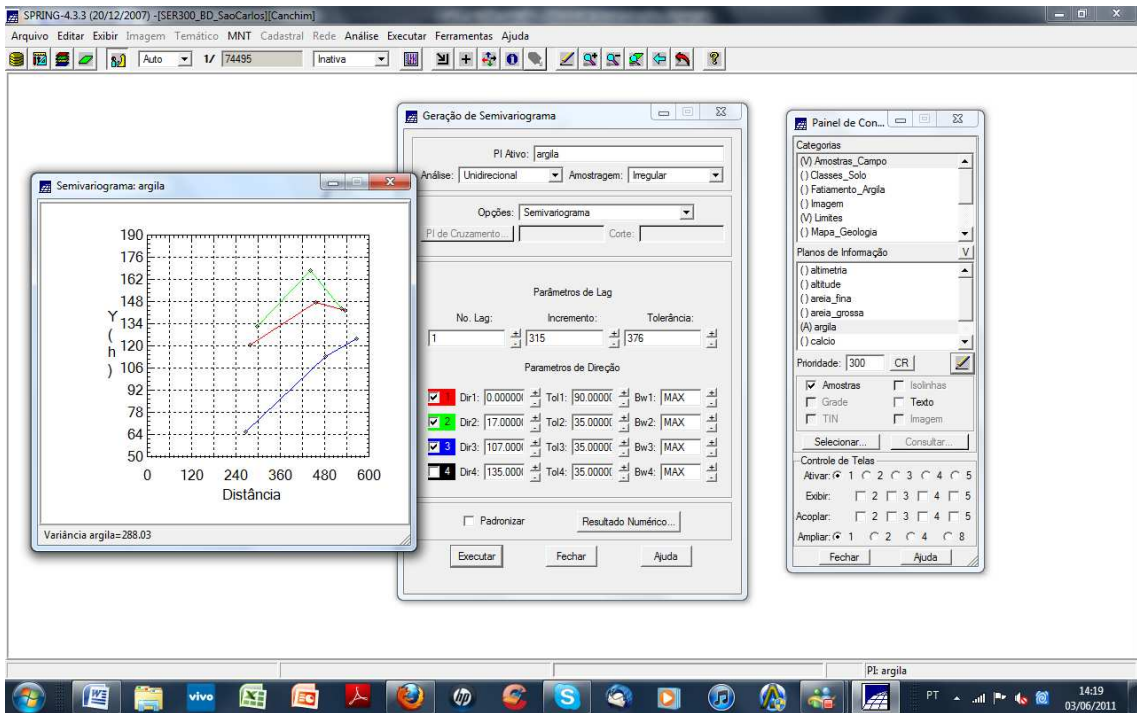 SPRING-4.3.3 (20/12/2007) -[SER300_BD_SaoCarlos][Canchim]
Arquivo Editar Exibir Imagem Temático MNT Cadastral Rede Análise Executar Ferramentas Ajuda
Auto 1/ 74495 Inativa
Semivariograma: argila
190
176
162
148
134
120
106
92
78
64
50
Y(h)
0 120 240 360 480 600
Distância
Variância argila=288.03
Geração de Semivariograma
PI Ativo: argila
Análise: Unidirecional Amostragem: Irregular
Opções: Semivariograma
PI de Cruzamento... Corte:
Parâmetros de Lag
No. Lag: Incremento: Tolerância:
1 315 376
Parametros de Direção
1 Dir1: 0.00000( Tol1: 90.0000( Bw1: MAX
2 Dir2: 17.0000( Tol2: 35.0000( Bw2: MAX
3 Dir3: 107.000( Tol3: 35.0000( Bw3: MAX
4 Dir4: 135.000( Tol4: 35.0000( Bw4: MAX
Padronizar Resultado Numérico...
Executar Fechar Ajuda
Painel de Con...
Categorias
(V) Amostras_Campo
( ) Classes_Solo
( ) Fatiamento_Argila
( ) Imagem
(V) Limites
( ) Mapa_Geologia
Planos de Informação V
( ) altimetria
( ) altitude
( ) areia_fina
( ) areia_grossa
(A) argila
( ) calcio
Prioridade: 300 CR
Amostras Isolinhas
Grade Texto
TIN Imagem
Selecionar... Consultar...
Controle de Telas
Ativar: 1 2 3 4 5
Exibir: 2 3 4 5
Acoplar: 2 3 4 5
Ampliar: 1 2 4 8
Fechar Ajuda
PI: argila
vivo
hp
PT
14:19
03/06/2011